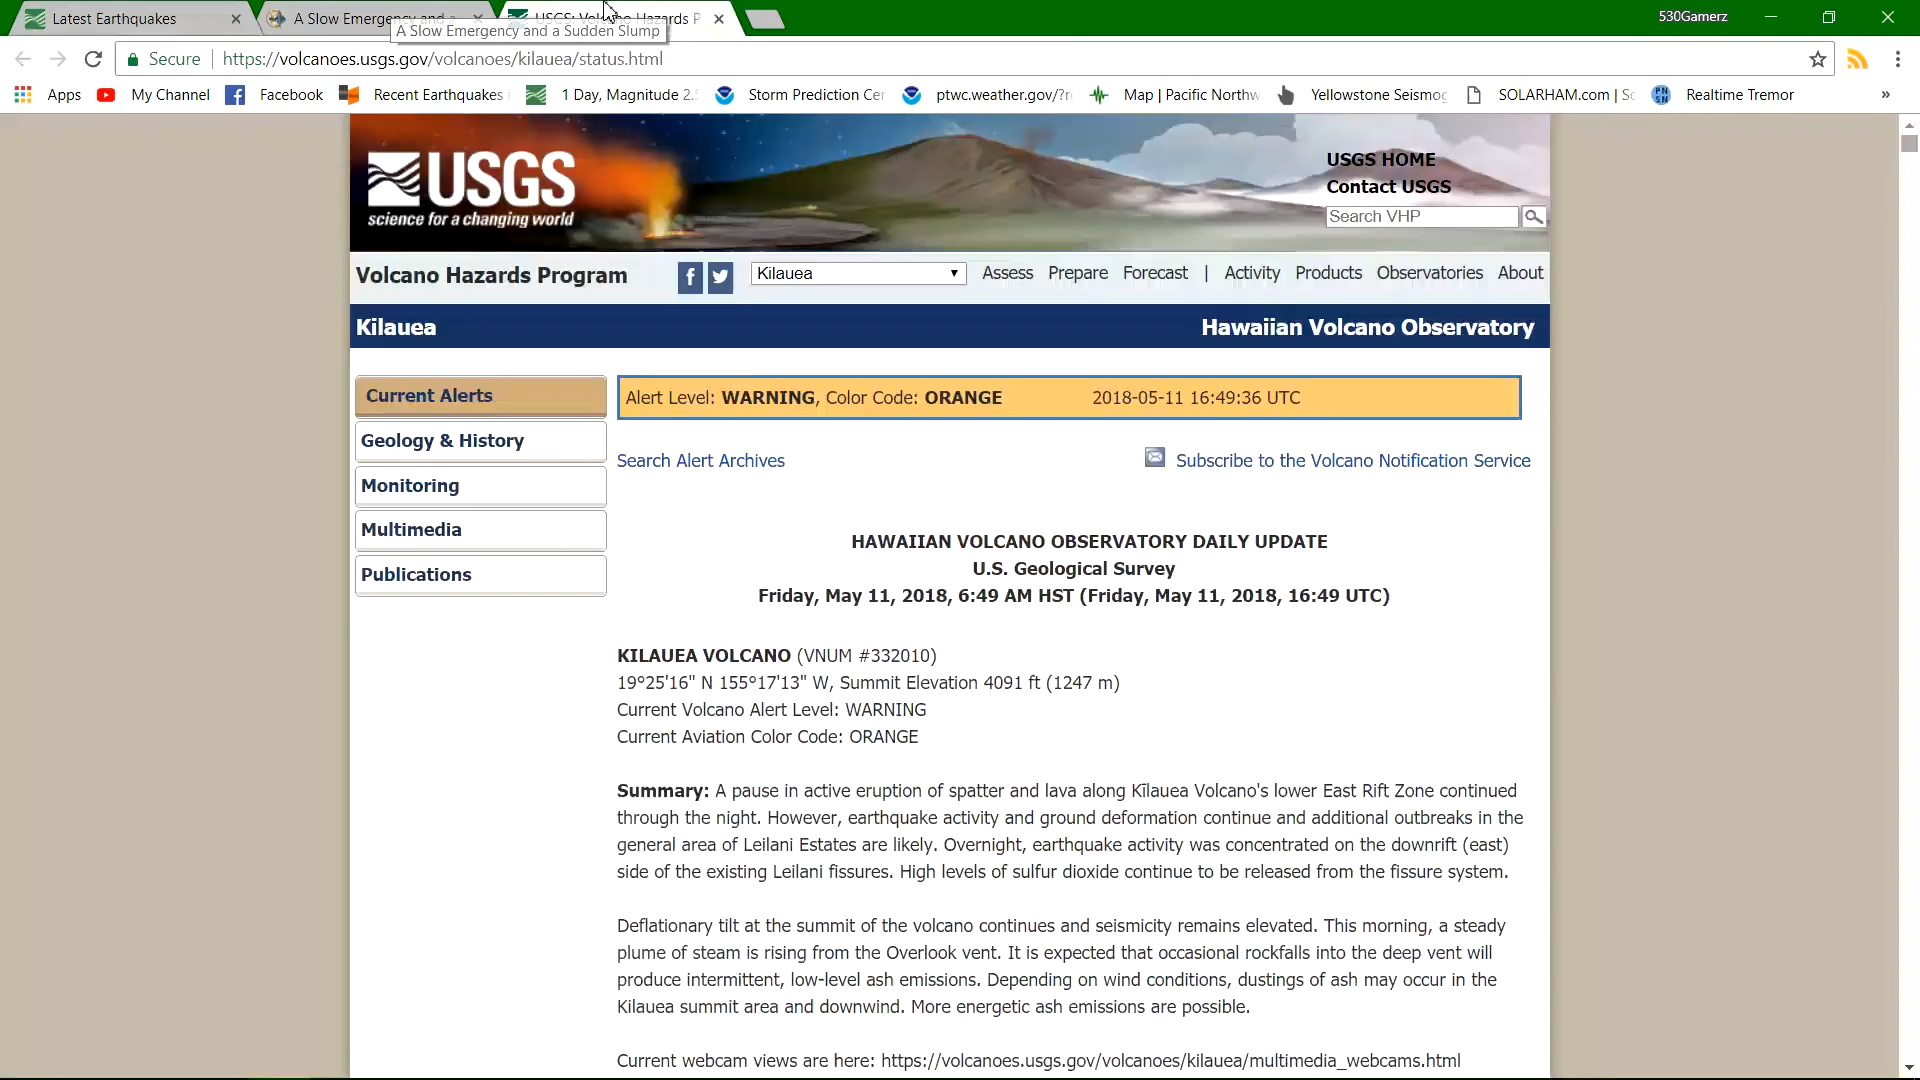 Latest Earthquakes
A Slow Emergency and a
USGS: Volcano Hazards P
530Gamerz
A Slow Emergency and a Sudden Slump
Secure
https://volcanoes.usgs.gov/volcanoes/kilauea/status.html
Apps
My Channel
Facebook
Recent Earthquakes
1 Day, Magnitude 2.
Storm Prediction Cer
ptwc.weather.gov/?r
Map | Pacific Northw
Yellowstone Seismog
SOLARHAM.com | So
Realtime Tremor
»
USGS
science for a changing world
USGS HOME
Contact USGS
Search VHP
Volcano Hazards Program
Kilauea
Assess Prepare Forecast | Activity Products Observatories About
Kilauea
Hawaiian Volcano Observatory
Current Alerts
Geology & History
Monitoring
Multimedia
Publications
Alert Level: WARNING, Color Code: ORANGE 2018-05-11 16:49:36 UTC
Search Alert Archives
Subscribe to the Volcano Notification Service
HAWAIIAN VOLCANO OBSERVATORY DAILY UPDATE
U.S. Geological Survey
Friday, May 11, 2018, 6:49 AM HST (Friday, May 11, 2018, 16:49 UTC)
KILAUEA VOLCANO (VNUM #332010)
19°25'16" N 155°17'13" W, Summit Elevation 4091 ft (1247 m)
Current Volcano Alert Level: WARNING
Current Aviation Color Code: ORANGE
Summary: A pause in active eruption of spatter and lava along Kīlauea Volcano's lower East Rift Zone continued
through the night. However, earthquake activity and ground deformation continue and additional outbreaks in the
general area of Leilani Estates are likely. Overnight, earthquake activity was concentrated on the downrift (east)
side of the existing Leilani fissures. High levels of sulfur dioxide continue to be released from the fissure system.
Deflationary tilt at the summit of the volcano continues and seismicity remains elevated. This morning, a steady
plume of steam is rising from the Overlook vent. It is expected that occasional rockfalls into the deep vent will
produce intermittent, low-level ash emissions. Depending on wind conditions, dustings of ash may occur in the
Kilauea summit area and downwind. More energetic ash emissions are possible.
Current webcam views are here: https://volcanoes.usgs.gov/volcanoes/kilauea/multimedia_webcams.html